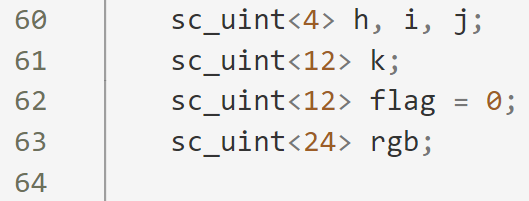 60 sc_uint<4> h, i, j;
61 sc_uint<12> k;
62 sc_uint<12> flag = 0;
63 sc_uint<24> rgb;
64